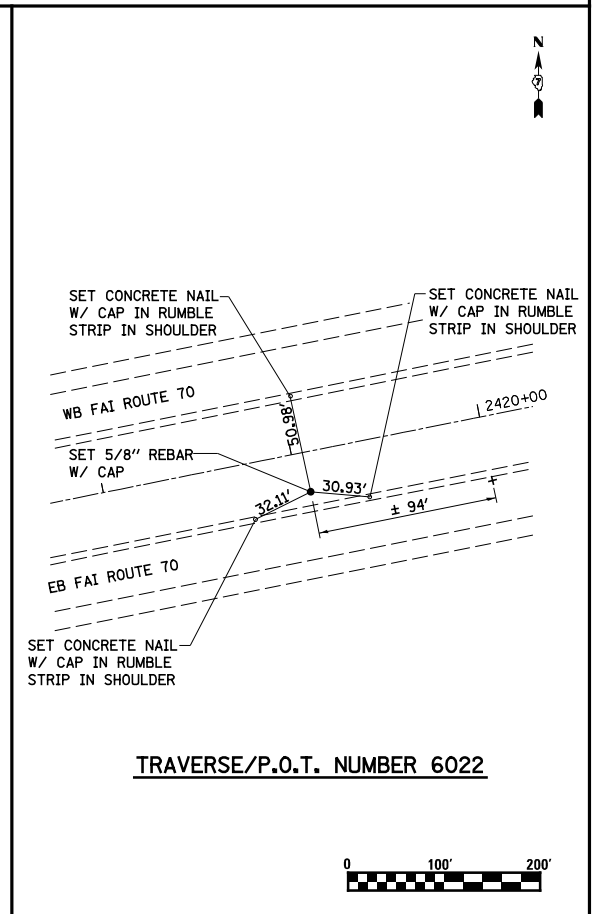 N
7
SET CONCRETE NAIL
W/ CAP IN RUMBLE
STRIP IN SHOULDER
SET CONCRETE NAIL
W/ CAP IN RUMBLE
STRIP IN SHOULDER
WB FAI ROUTE 70
2420+00
50.98'
SET 5/8" REBAR
W/ CAP
30.93'
32.11'
± 94'
EB FAI ROUTE 70
SET CONCRETE NAIL
W/ CAP IN RUMBLE
STRIP IN SHOULDER
TRAVERSE/P.O.T. NUMBER 6022
0 100' 200'